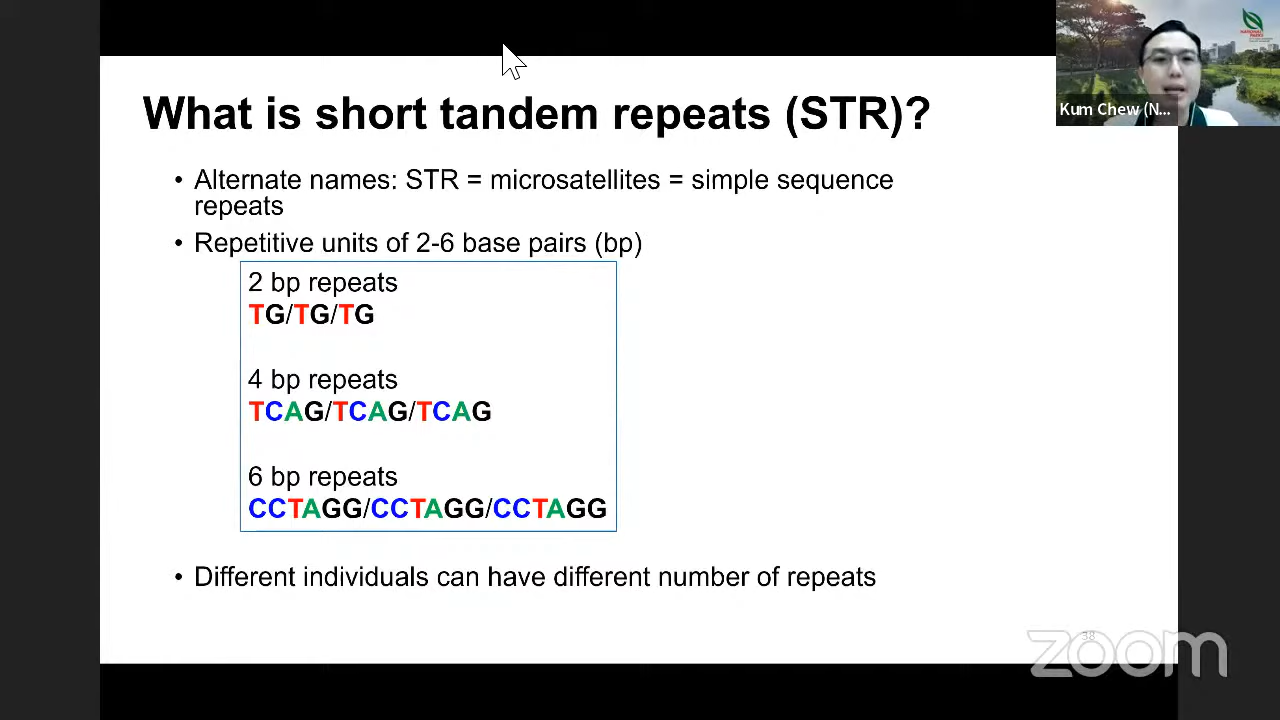 What is short tandem repeats (STR)?
Kum Chew (N...
• Alternate names: STR = microsatellites = simple sequence
repeats
• Repetitive units of 2-6 base pairs (bp)
2 bp repeats
TG/TG/TG
4 bp repeats
TCAG/TCAG/TCAG
6 bp repeats
CCTAGG/CCTAGG/CCTAGG
• Different individuals can have different number of repeats
38
zoom